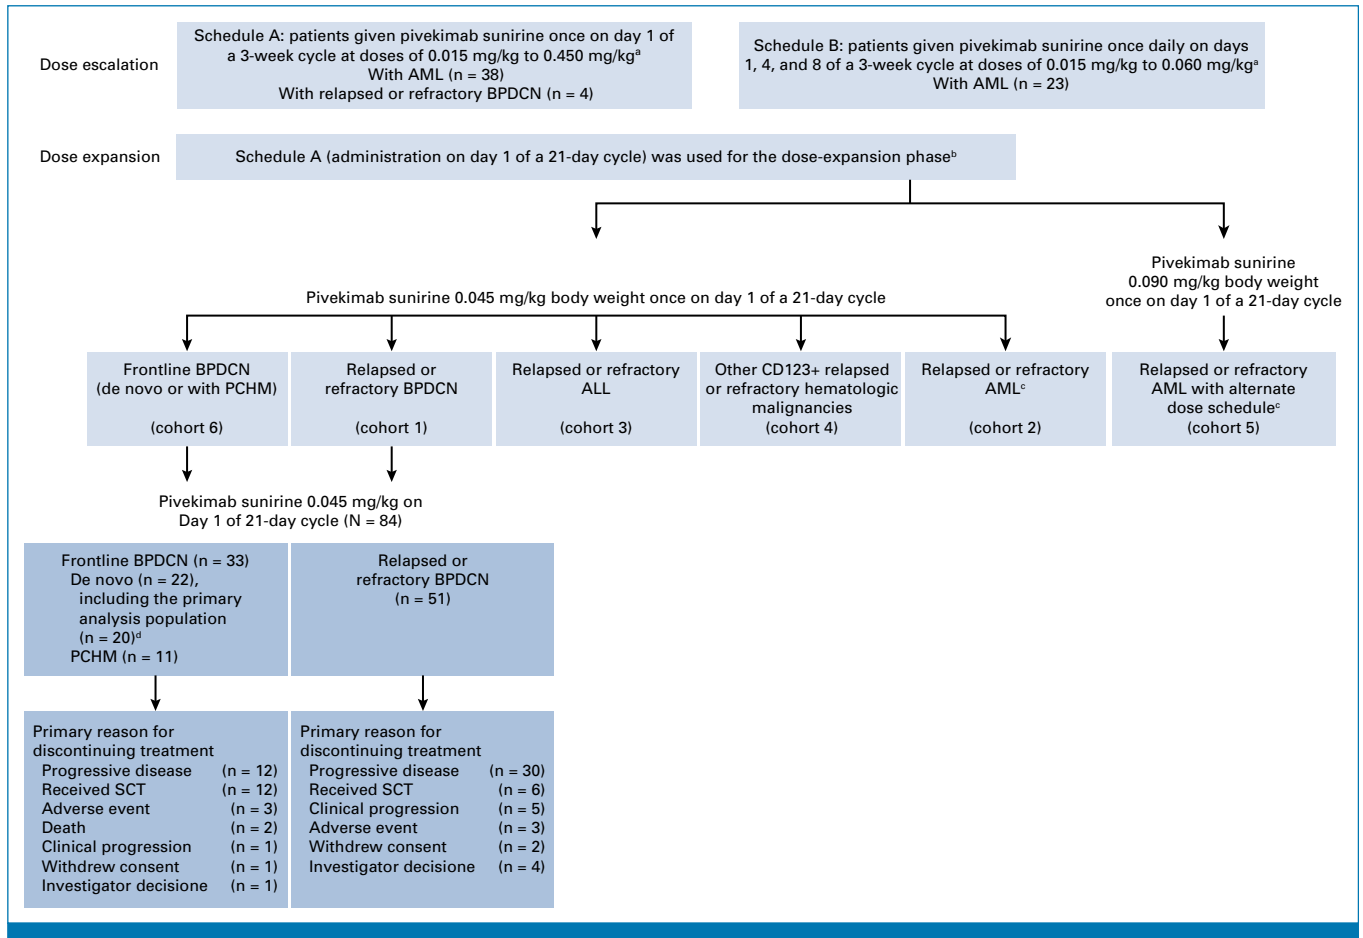 Dose escalation
Schedule A: patients given pivekimab sunirine once on day 1 of
a 3-week cycle at doses of 0.015 mg/kg to 0.450 mg/kgᵃ
With AML (n = 38)
With relapsed or refractory BPDCN (n = 4)
Schedule B: patients given pivekimab sunirine once daily on days
1, 4, and 8 of a 3-week cycle at doses of 0.015 mg/kg to 0.060 mg/kgᵃ
With AML (n = 23)
Dose expansion
Schedule A (administration on day 1 of a 21-day cycle) was used for the dose-expansion phaseᵇ
Pivekimab sunirine 0.045 mg/kg body weight once on day 1 of a 21-day cycle
Pivekimab sunirine
0.090 mg/kg body weight
once on day 1 of a 21-day cycle
Frontline BPDCN
(de novo or with PCHM)
(cohort 6)
Relapsed or
refractory BPDCN
(cohort 1)
Relapsed or refractory
ALL
(cohort 3)
Other CD123+ relapsed
or refractory hematologic
malignancies
(cohort 4)
Relapsed or refractory
AMLᶜ
(cohort 2)
Relapsed or refractory
AML with alternate
dose scheduleᶜ
(cohort 5)
Pivekimab sunirine 0.045 mg/kg on
Day 1 of 21-day cycle (N = 84)
Frontline BPDCN (n = 33)
De novo (n = 22),
including the primary
analysis population
(n = 20)ᵈ
PCHM (n = 11)
Relapsed or
refractory BPDCN
(n = 51)
Primary reason for
discontinuing treatment
Progressive disease (n = 12)
Received SCT (n = 12)
Adverse event (n = 3)
Death (n = 2)
Clinical progression (n = 1)
Withdrew consent (n = 1)
Investigator decisione (n = 1)
Primary reason for
discontinuing treatment
Progressive disease (n = 30)
Received SCT (n = 6)
Clinical progression (n = 5)
Adverse event (n = 3)
Withdrew consent (n = 2)
Investigator decisione (n = 4)